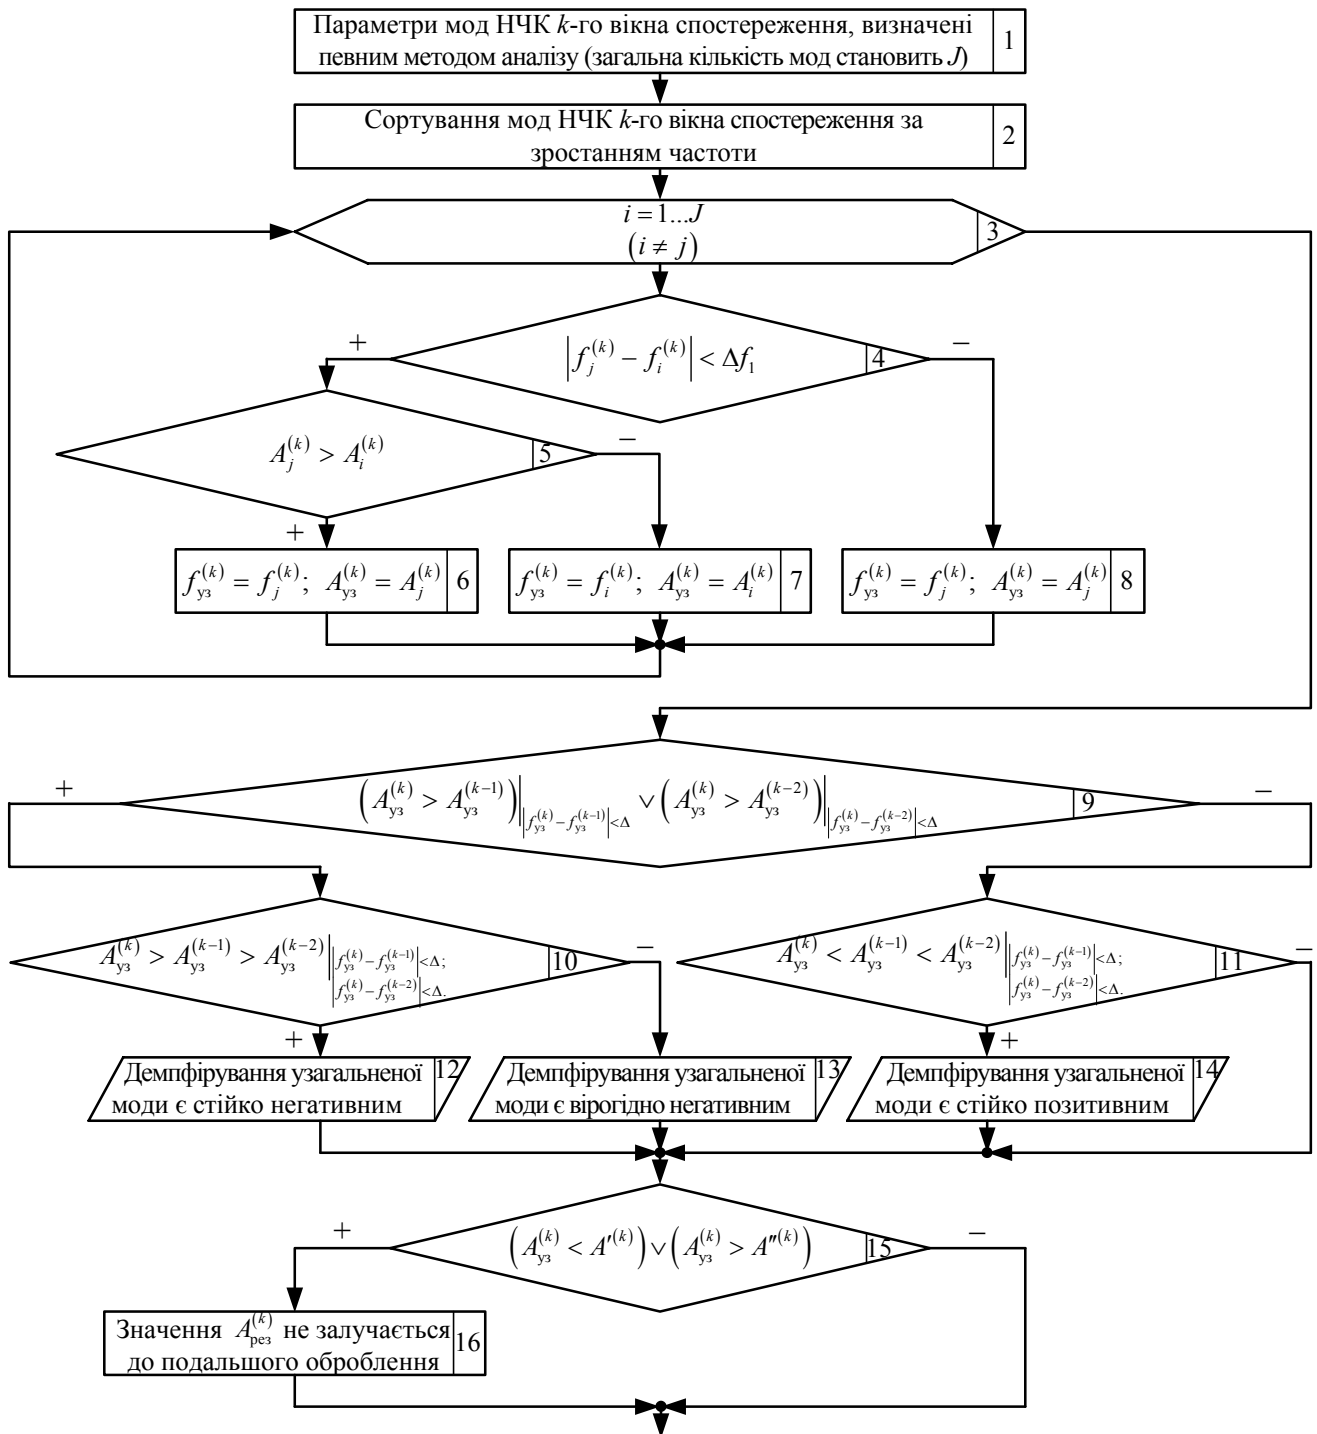 Параметри мод НЧК k-го вікна спостереження, визначені
певним методом аналізу (загальна кількість мод становить J)
1
Сортування мод НЧК k-го вікна спостереження за
зростанням частоти
2
i = 1...J
(i ≠ j)
3
+
|f_j^(k) − f_i^(k)| < Δf_1
4
−
A_j^(k) > A_i^(k)
5
−
+
f_уз^(k) = f_j^(k); A_уз^(k) = A_j^(k)
6
f_уз^(k) = f_i^(k); A_уз^(k) = A_i^(k)
7
f_уз^(k) = f_j^(k); A_уз^(k) = A_j^(k)
8
+
(A_уз^(k) > A_уз^(k−1))| |f_уз^(k)−f_уз^(k−1)|<Δ ∨ (A_уз^(k) > A_уз^(k−2))| |f_уз^(k)−f_уз^(k−2)|<Δ
9
−
A_уз^(k) > A_уз^(k−1) > A_уз^(k−2)| |f_уз^(k)−f_уз^(k−1)|<Δ;
|f_уз^(k)−f_уз^(k−2)|<Δ.
10
−
A_уз^(k) < A_уз^(k−1) < A_уз^(k−2)| |f_уз^(k)−f_уз^(k−1)|<Δ;
|f_уз^(k)−f_уз^(k−2)|<Δ.
11
−
+
+
Демпфірування узагальненої
моди є стійко негативним
12
Демпфірування узагальненої
моди є вірогідно негативним
13
Демпфірування узагальненої
моди є стійко позитивним
14
+
(A_уз^(k) < A′^(k)) ∨ (A_уз^(k) > A″^(k))
15
−
Значення A_рез^(k) не залучається
до подальшого оброблення
16